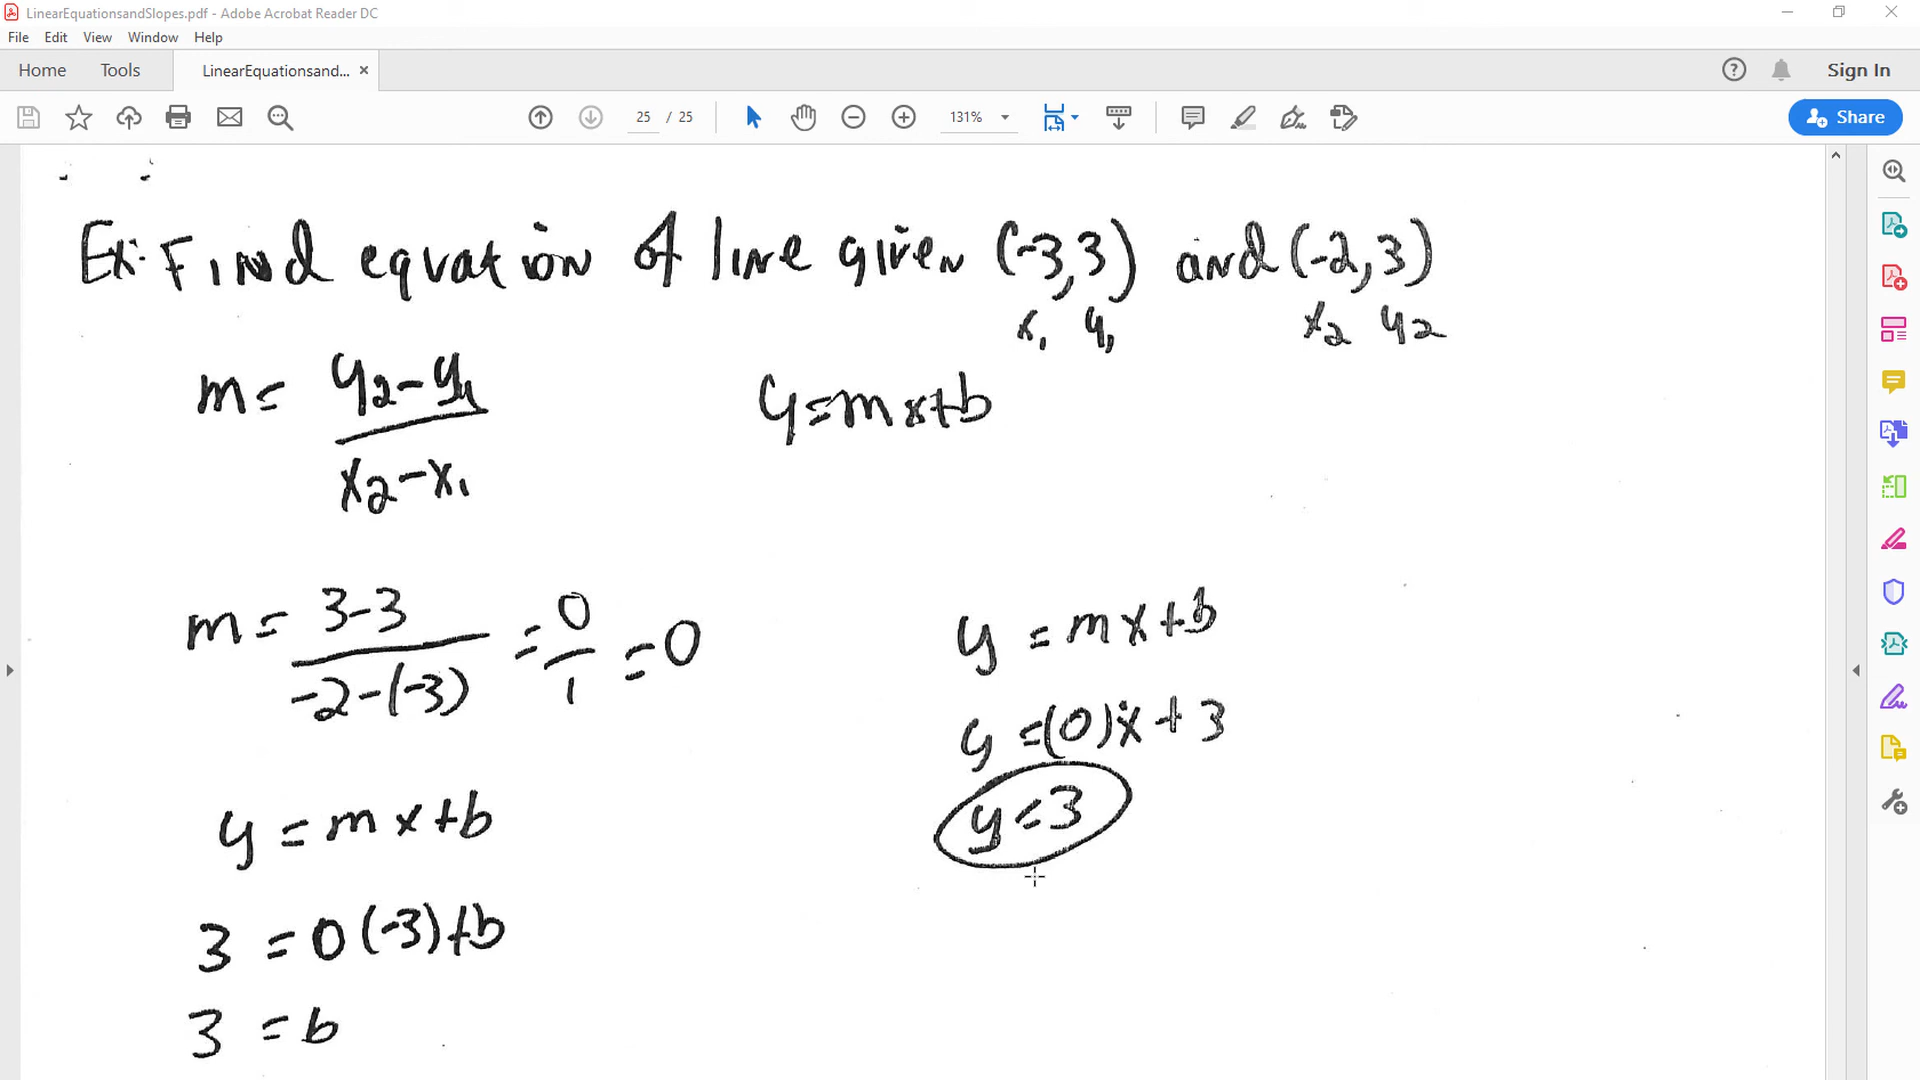 LinearEquationsandSlopes.pdf - Adobe Acrobat Reader DC
File Edit View Window Help
Home Tools LinearEquationsand... ×
Sign In
25 / 25 131%
Share
Ex: Find equation of line given (-3,3) and (-2,3)
x₁ y₁ x₂ y₂
m = y₂-y₁ / x₂-x₁
y=mx+b
m = 3-3 / -2-(-3) = 0/1 = 0
y = mx+b
3 = 0(-3)+b
3 = b
y = mx+b
y =(0)x+3
y=3